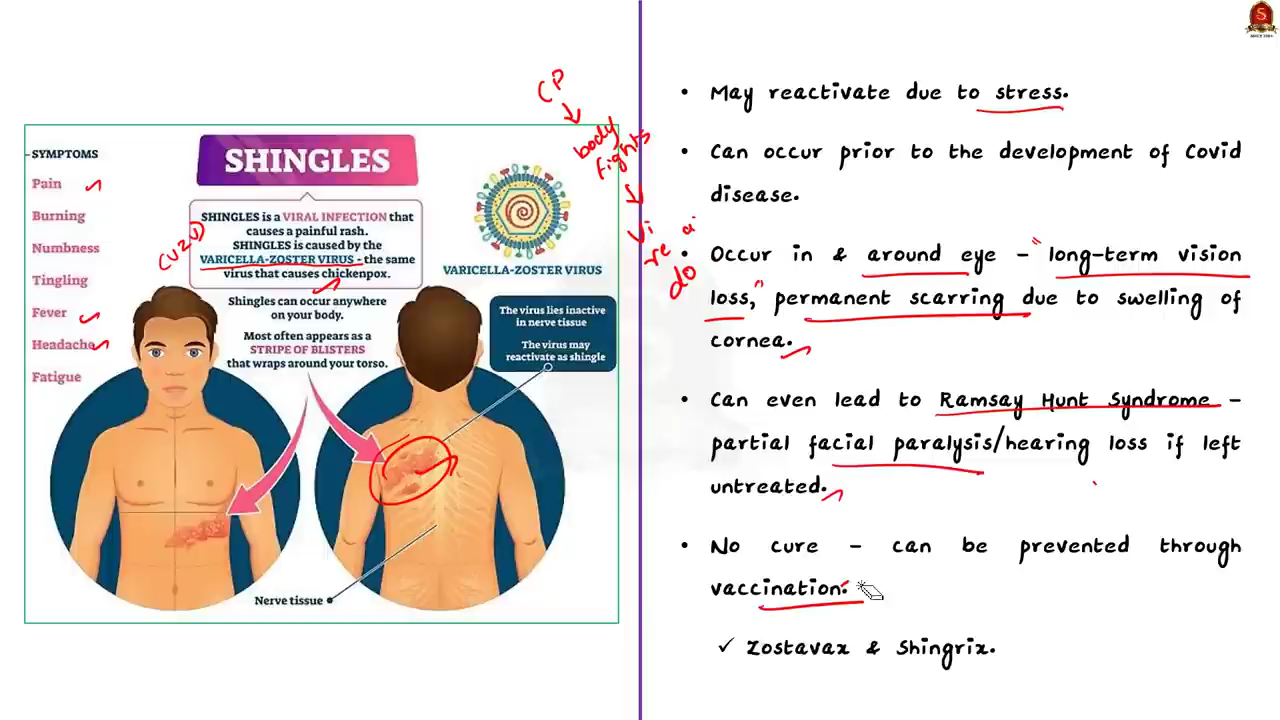 SYMPTOMS
Pain
Burning
Numbness
Tingling
Fever
Headache
Fatigue
SHINGLES
SHINGLES is a VIRAL INFECTION that
causes a painful rash.
SHINGLES is caused by the
VARICELLA-ZOSTER VIRUS - the same
virus that causes chickenpox.
Shingles can occur anywhere
on your body.
Most often appears as a
STRIPE OF BLISTERS
that wraps around your torso.
VARICELLA-ZOSTER VIRUS
The virus lies inactive
in nerve tissue
The virus may
reactivate as shingle
Nerve tissue
CP
body
fights
Vi
re
do
• May reactivate due to stress.
• Can occur prior to the development of Covid
disease.
• Occur in & around eye - "long-term vision
loss," permanent scarring due to swelling of
cornea.
• Can even lead to Ramsay Hunt Syndrome -
partial facial paralysis/hearing loss if left
untreated.
• No cure - can be prevented through
vaccination.
✓ Zostavax & Shingrix.